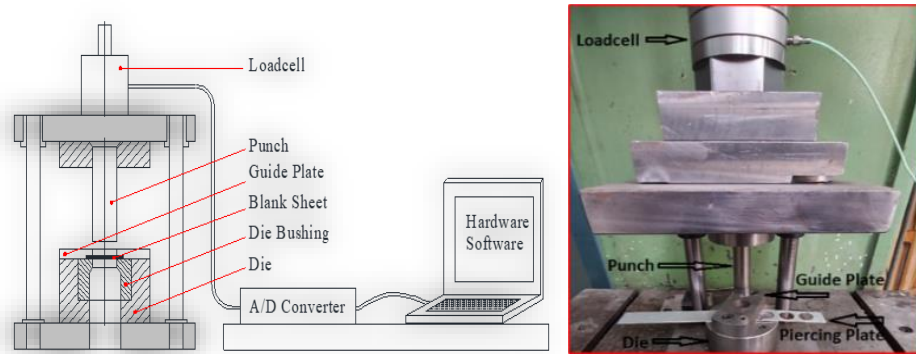 Loadcell
Punch
Guide Plate
Blank Sheet
Die Bushing
Die
A/D Converter
Hardware
Software
Loadcell
Punch
Guide Plate
Piercing Plate
Die